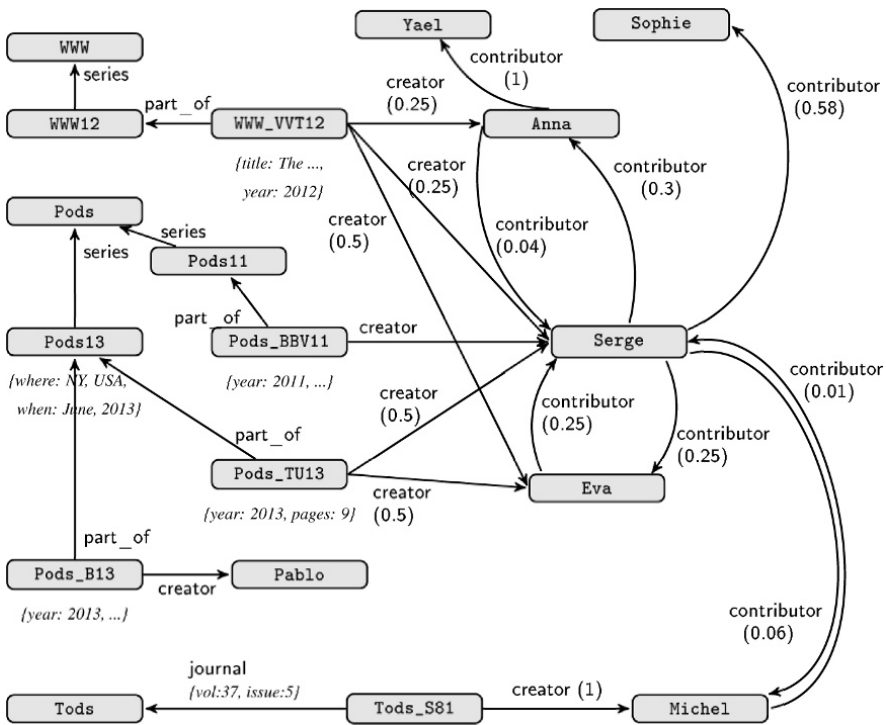 Yael
Sophie
WWW
series
contributor
(1)
contributor
(0.58)
part_of
creator
(0.25)
WWW12
WWW_VVT12
Anna
{title: The ...,
year: 2012}
creator
(0.25)
contributor
(0.3)
Pods
series
series
creator
(0.5)
contributor
(0.04)
Pods11
part_of
creator
Pods13
Pods_BBV11
Serge
{where: NY, USA,
when: June, 2013}
{year: 2011, ...}
creator
(0.5)
contributor
(0.25)
contributor
(0.01)
part_of
contributor
(0.25)
Pods_TU13
creator
(0.5)
Eva
{year: 2013, pages: 9}
part_of
Pods_B13
creator
Pablo
{year: 2013, ...}
contributor
(0.06)
journal
{vol:37, issue:5}
creator (1)
Tods
Tods_S81
Michel